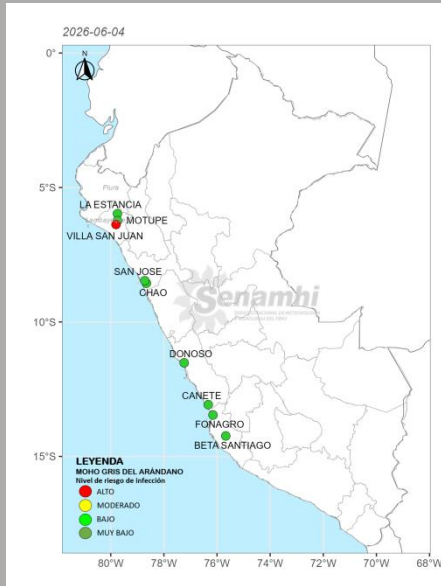 2026-06-04
N
0°
5°S
10°S
15°S
Piura
LA ESTANCIA
MOTUPE
VILLA SAN JUAN
SAN JOSE
CHAO
Senamhi
DONOSO
CANETE
FONAGRO
BETA SANTIAGO
LEYENDA
MOHO GRIS DEL ARÁNDANO
Nivel de riesgo de infección
ALTO
MODERADO
BAJO
MUY BAJO
80°W 78°W 76°W 74°W 72°W 70°W 68°W